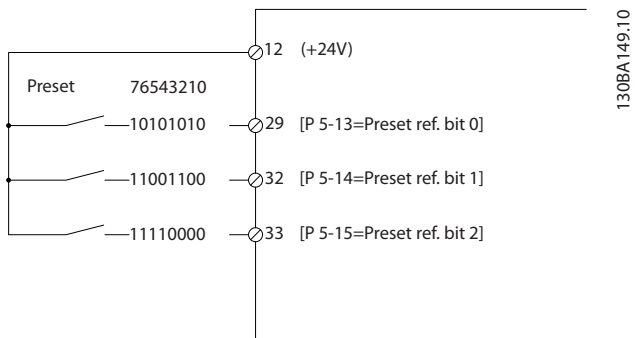 12 (+24V)
Preset 76543210
10101010 29 [P 5-13=Preset ref. bit 0]
11001100 32 [P 5-14=Preset ref. bit 1]
11110000 33 [P 5-15=Preset ref. bit 2]
130BA149.10